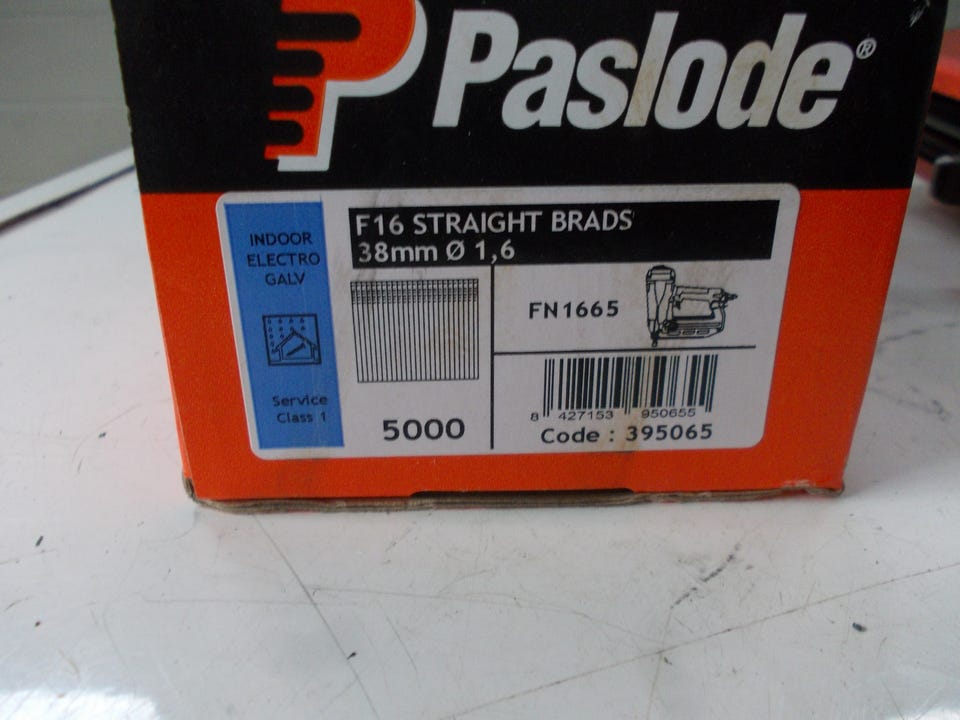 Paslode®
INDOOR
ELECTRO
GALV
Service
Class 1
F16 STRAIGHT BRADS
38mm Ø 1,6
5000
FN1665
8 427153 950655
Code : 395065